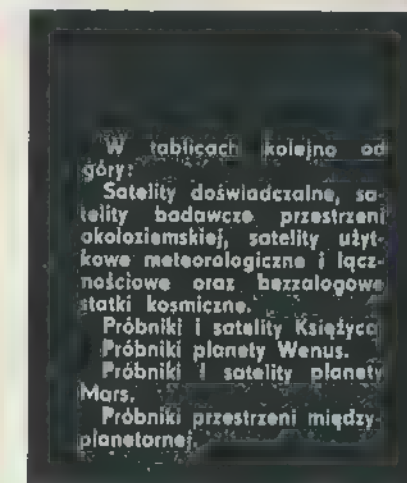 W tablicach kolejno od
góry:
Satelity doświadczalne, sa-
telity badawcze przestrzeni
okołoziemskiej, satelity użyt-
kowe meteorologiczne i łącz-
nościowe oraz bezzałogowe
statki kosmiczne.
Próbniki i satelity Księżyca
Próbniki planety Wenus.
Próbniki i satelity planety
Mars.
Próbniki przestrzeni między-
planetarnej.